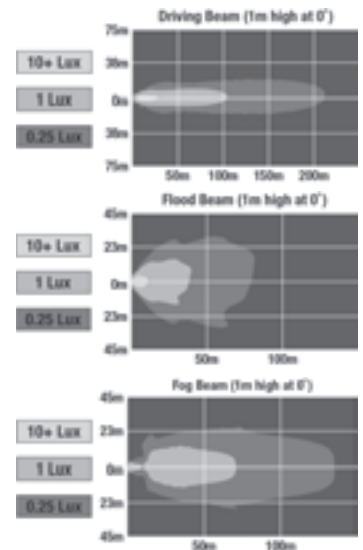 Driving Beam (1m high at 0°)
75m
10+ Lux
38m
1 Lux
0m
0.25 Lux
38m
75m
50m 100m 150m 200m
Flood Beam (1m high at 0°)
45m
10+ Lux
23m
1 Lux
0m
0.25 Lux
23m
45m
50m 100m
Fog Beam (1m high at 0°)
45m
10+ Lux
23m
1 Lux
0m
23m
0.25 Lux
45m
50m 100m